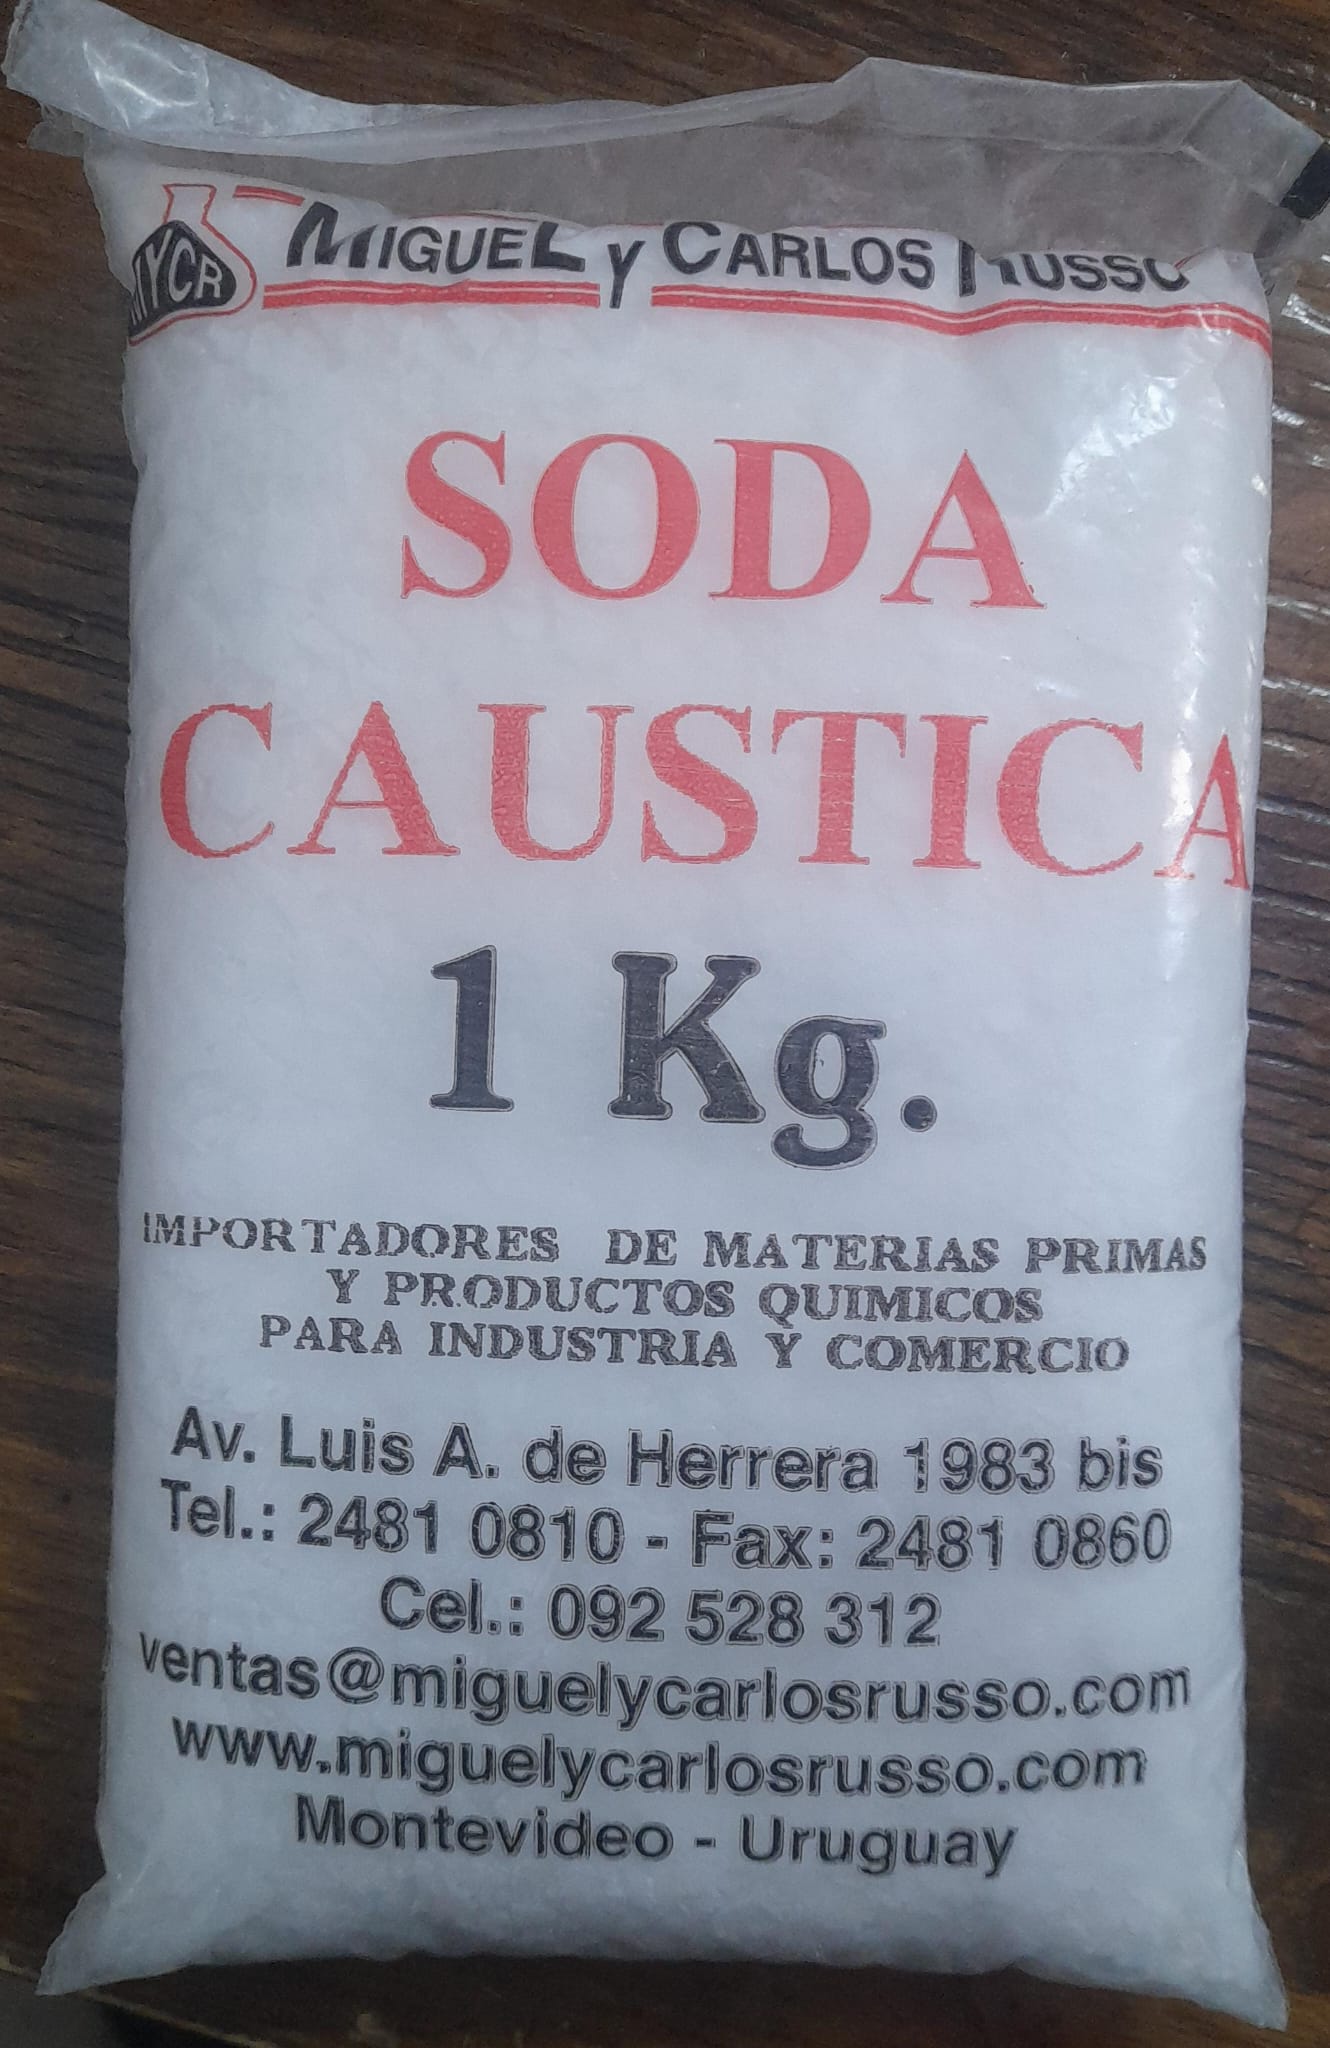 MYCR
MIGUEL y CARLOS RUSSO
SODA
CAUSTICA
1 Kg.
IMPORTADORES DE MATERIAS PRIMAS
Y PRODUCTOS QUIMICOS
PARA INDUSTRIA Y COMERCIO
Av. Luis A. de Herrera 1983 bis
Tel.: 2481 0810 - Fax: 2481 0860
Cel.: 092 528 312
ventas@miguelycarlosrusso.com
www.miguelycarlosrusso.com
Montevideo - Uruguay